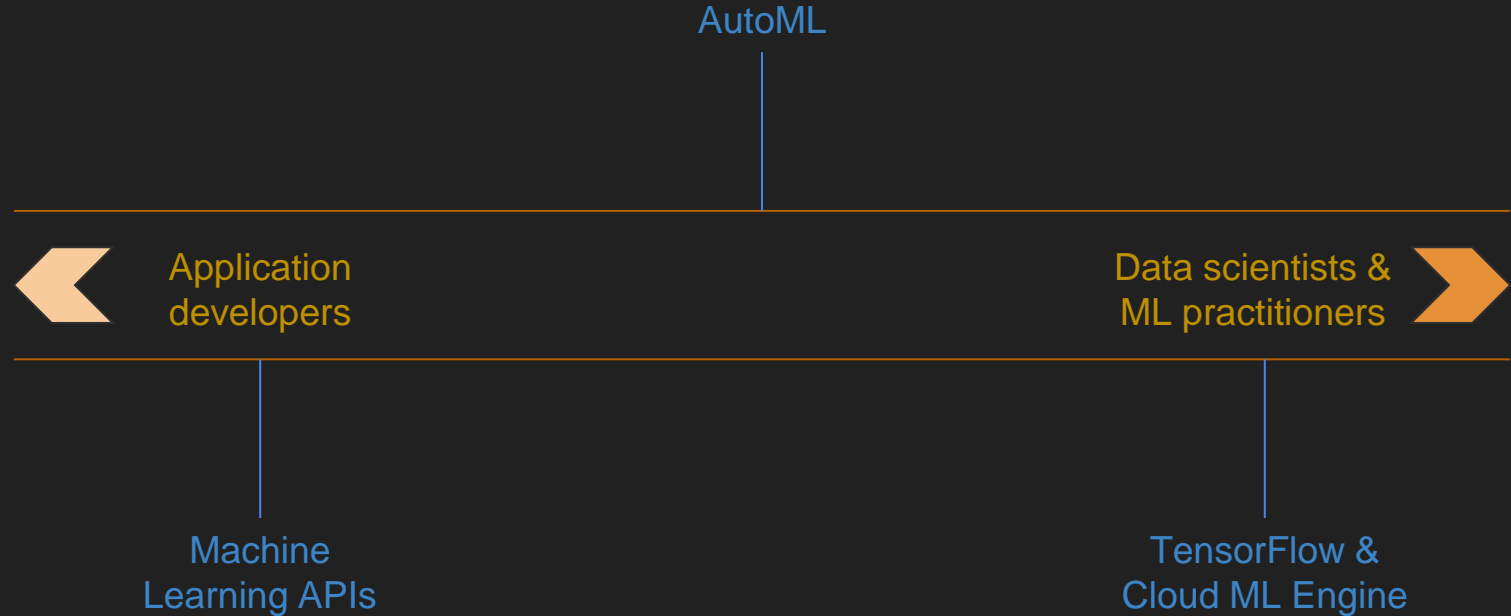 AutoML
Application
developers
Data scientists &
ML practitioners
Machine
Learning APIs
TensorFlow &
Cloud ML Engine